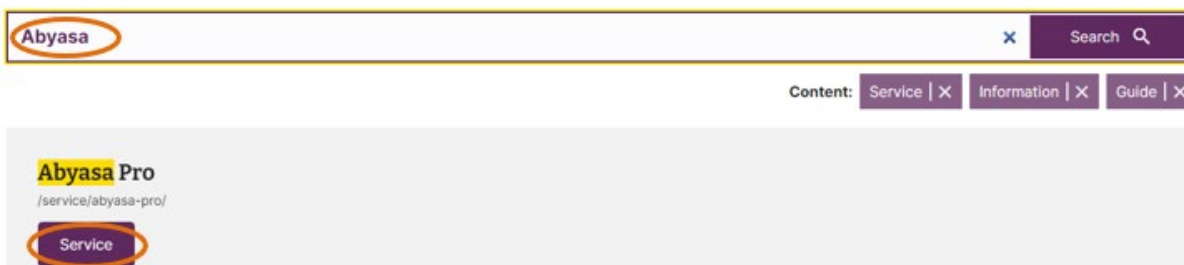 Abyasa × Search
Content: Service | × Information | × Guide | ×
Abyasa Pro
/service/abyasa-pro/
Service